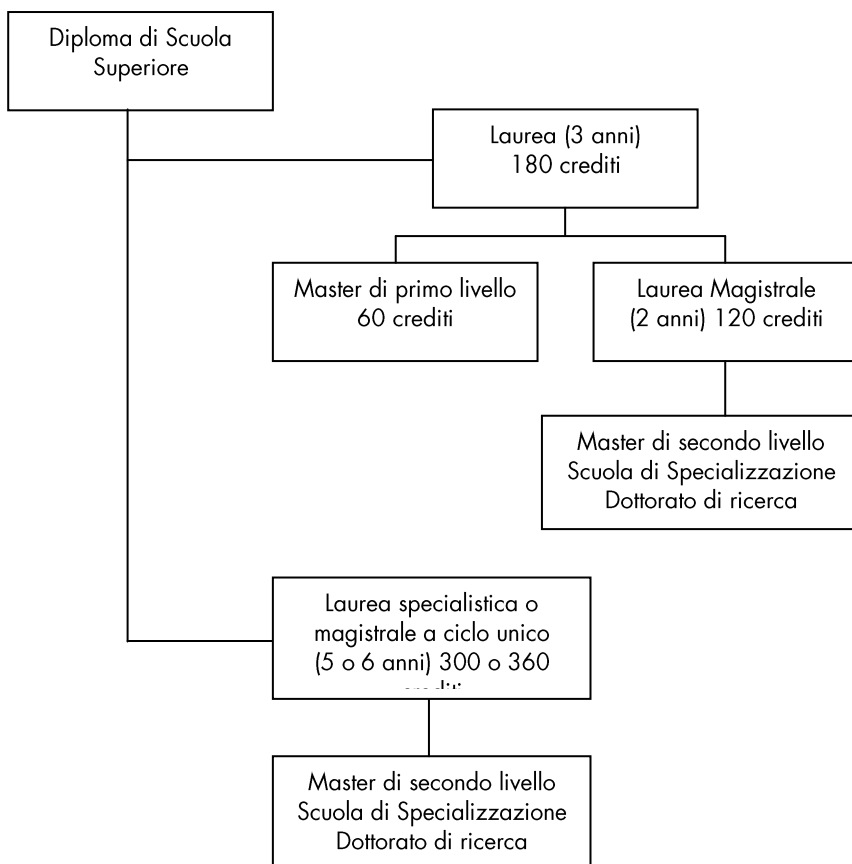 Diploma di Scuola
Superiore
Laurea (3 anni)
180 crediti
Master di primo livello
60 crediti
Laurea Magistrale
(2 anni) 120 crediti
Master di secondo livello
Scuola di Specializzazione
Dottorato di ricerca
Laurea specialistica o
magistrale a ciclo unico
(5 o 6 anni) 300 o 360
Master di secondo livello
Scuola di Specializzazione
Dottorato di ricerca